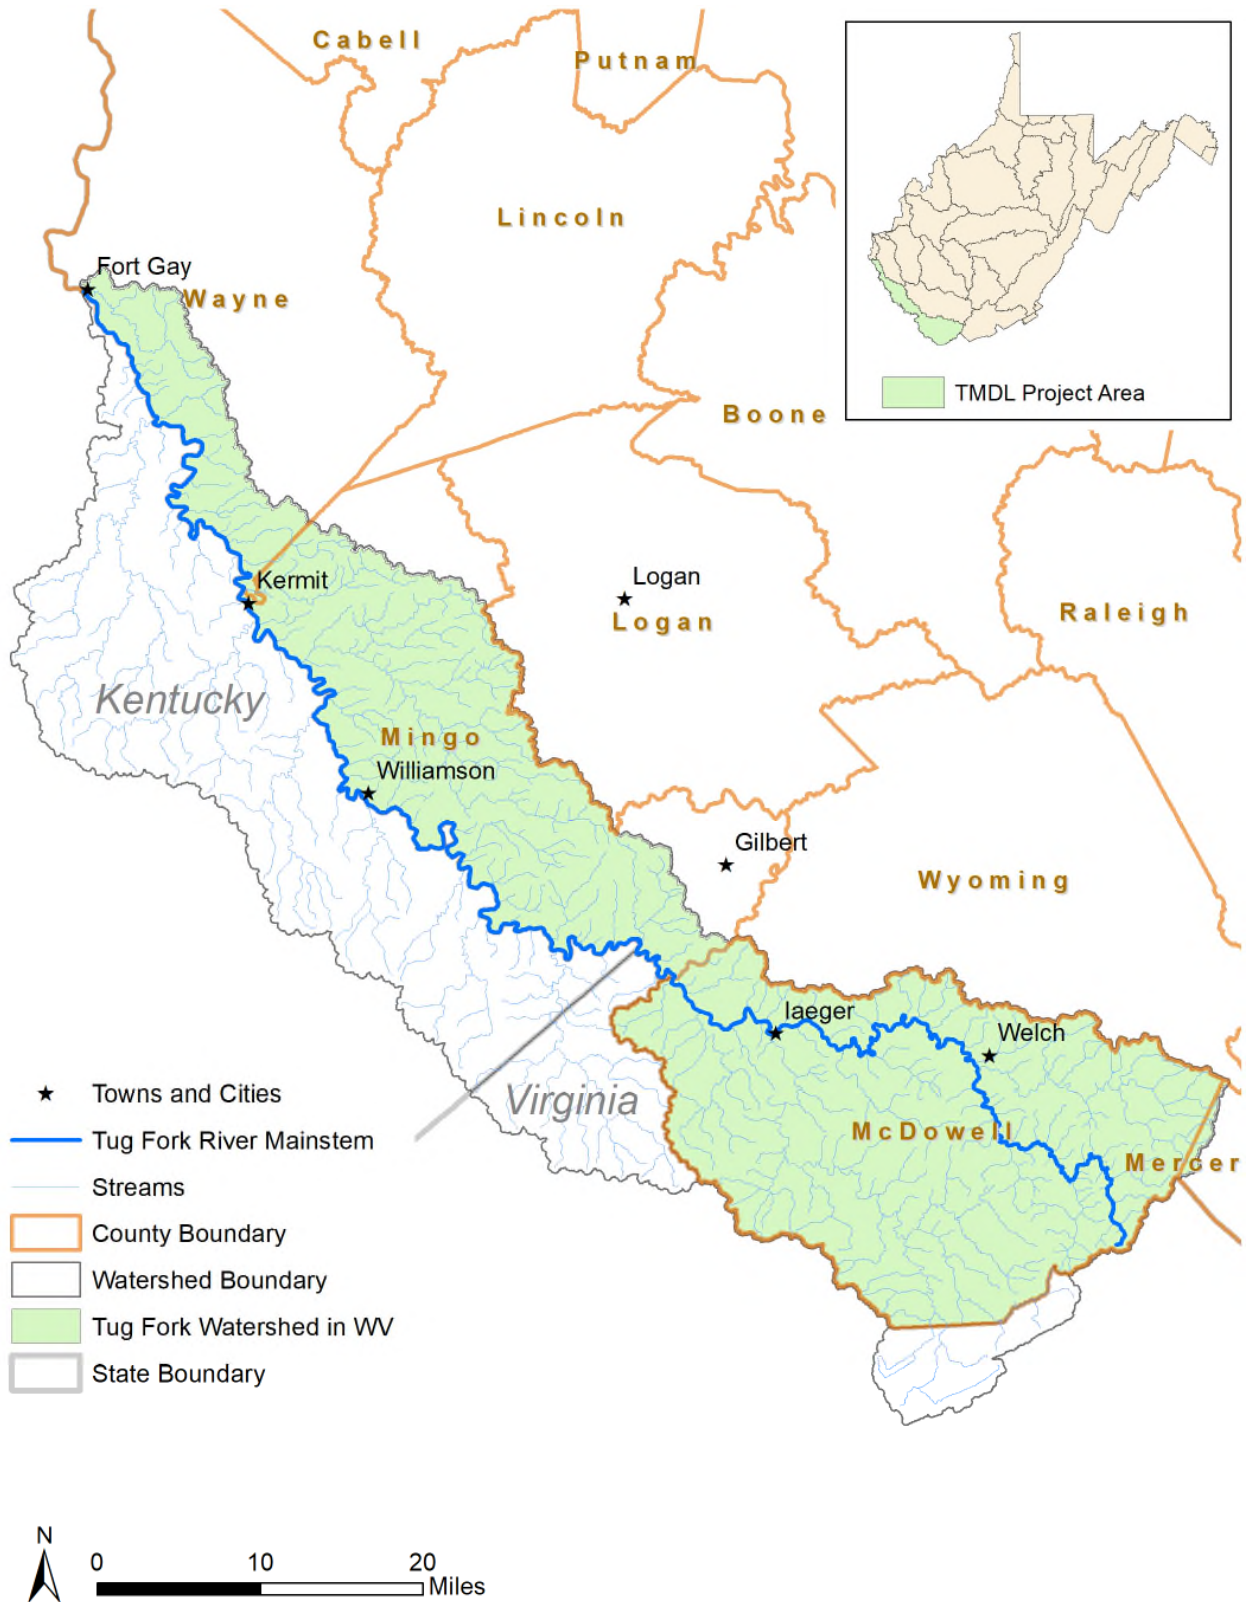 Cabell
Putnam
Lincoln
Fort Gay
Wayne
TMDL Project Area
Boone
Kermit
Logan
Logan
Raleigh
Kentucky
Mingo
Williamson
Gilbert
Wyoming
Iaeger
Welch
Virginia
McDowell
Mercer
Towns and Cities
Tug Fork River Mainstem
Streams
County Boundary
Watershed Boundary
Tug Fork Watershed in WV
State Boundary
N
0 10 20
Miles